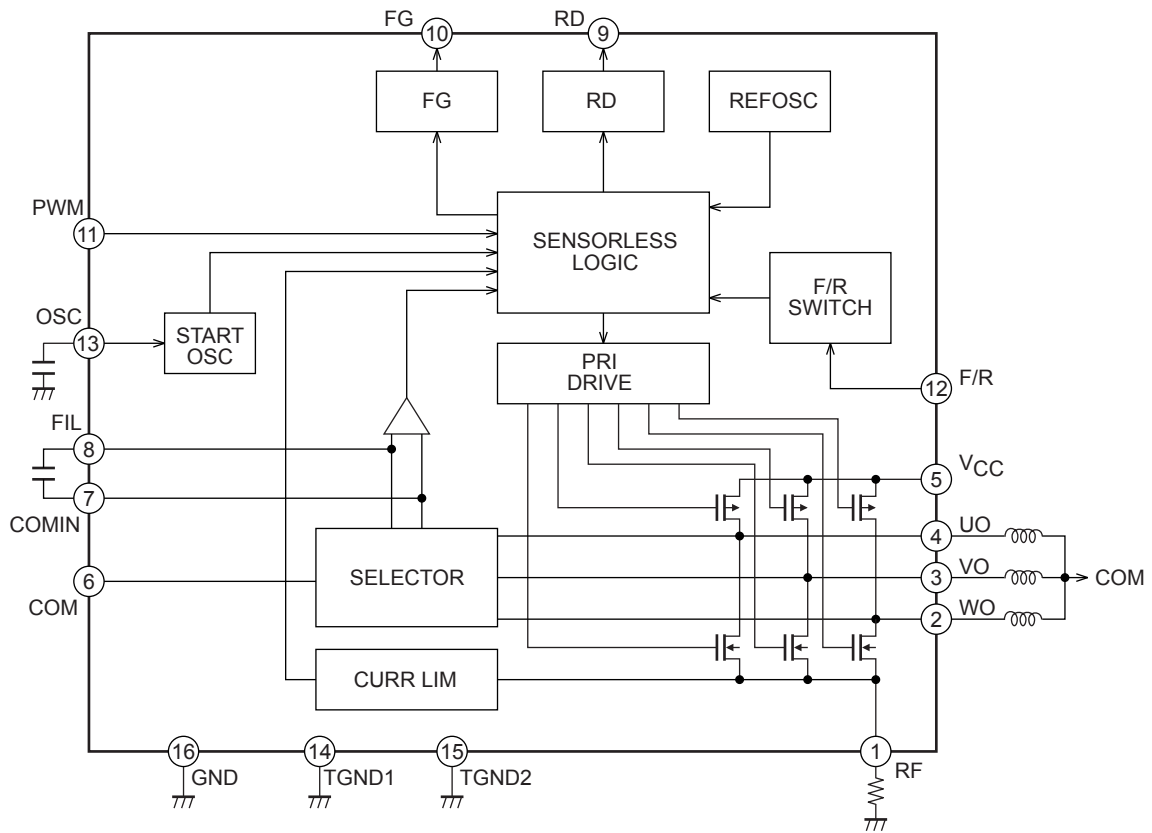 FG
RD
10
9
FG
RD
REFOSC
PWM
11
SENSORLESS
LOGIC
F/R
SWITCH
OSC
13
START
OSC
PRI
DRIVE
12
F/R
FIL
8
7
COMIN
VCC
5
4
UO
SELECTOR
6
COM
3
VO
COM
2
WO
CURR LIM
16
GND
14
TGND1
15
TGND2
1
RF